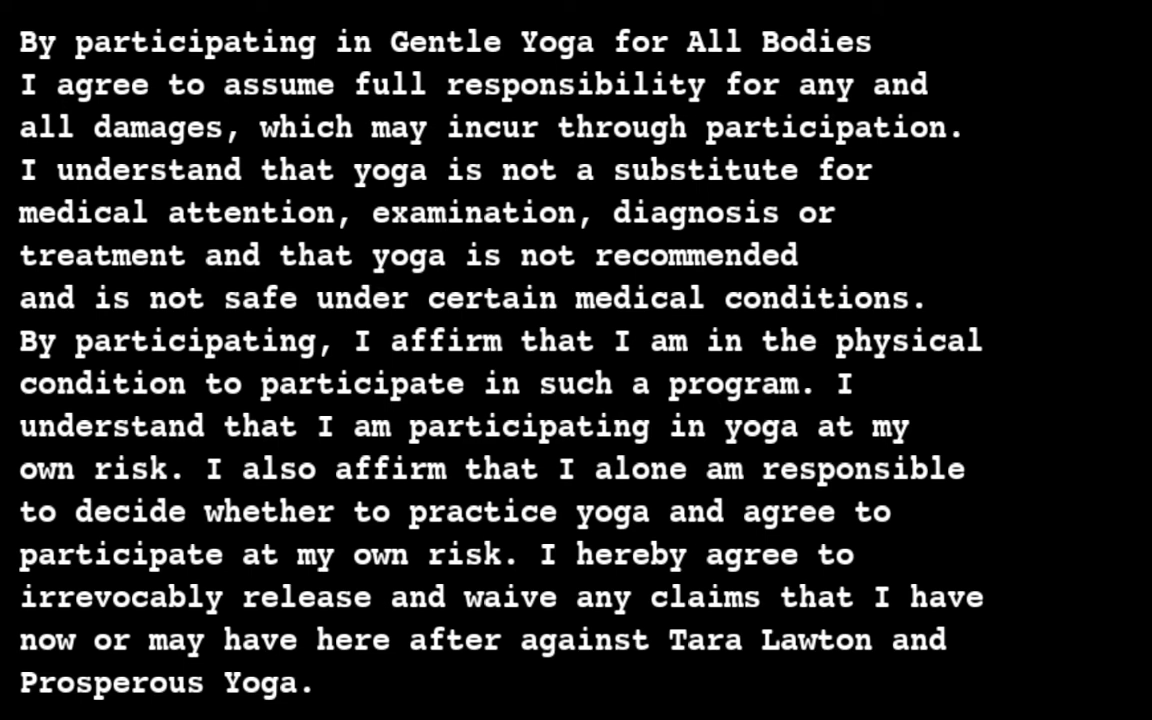 By participating in Gentle Yoga for All Bodies
I agree to assume full responsibility for any and
all damages, which may incur through participation.
I understand that yoga is not a substitute for
medical attention, examination, diagnosis or
treatment and that yoga is not recommended
and is not safe under certain medical conditions.
By participating, I affirm that I am in the physical
condition to participate in such a program. I
understand that I am participating in yoga at my
own risk. I also affirm that I alone am responsible
to decide whether to practice yoga and agree to
participate at my own risk. I hereby agree to
irrevocably release and waive any claims that I have
now or may have here after against Tara Lawton and
Prosperous Yoga.